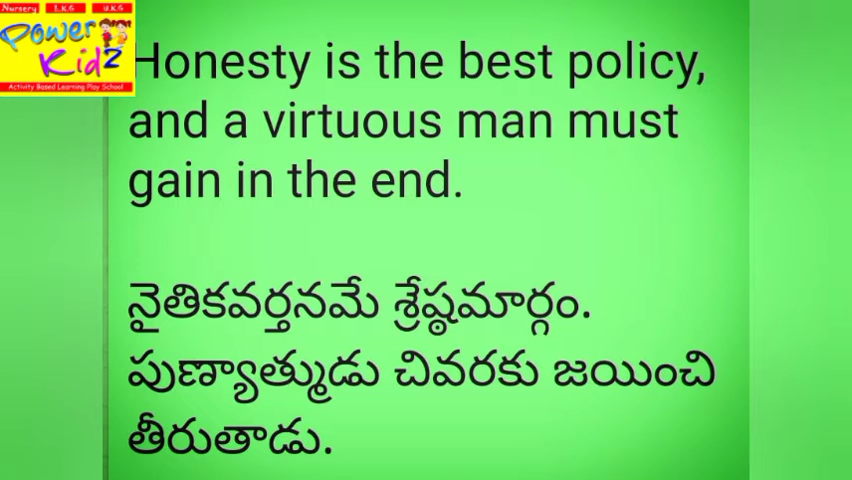 Nursery L.K.G U.K.G
Power
Kidz
Activity Based Learning Play School
Honesty is the best policy,
and a virtuous man must
gain in the end.
నైతికవర్తనమే శ్రేష్ఠమార్గం.
పుణ్యాత్ముడు చివరకు జయించి
తీరుతాడు.